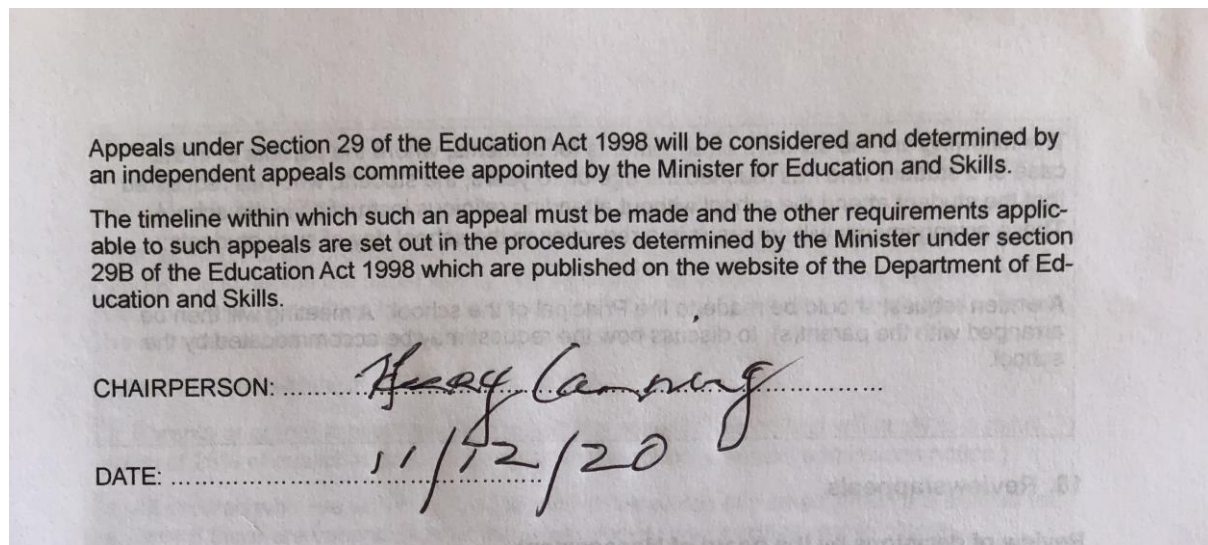 Appeals under Section 29 of the Education Act 1998 will be considered and determined by
an independent appeals committee appointed by the Minister for Education and Skills.
The timeline within which such an appeal must be made and the other requirements applic-
able to such appeals are set out in the procedures determined by the Minister under section
29B of the Education Act 1998 which are published on the website of the Department of Ed-
ucation and Skills.
CHAIRPERSON: ....................................................
DATE: 11/12/20